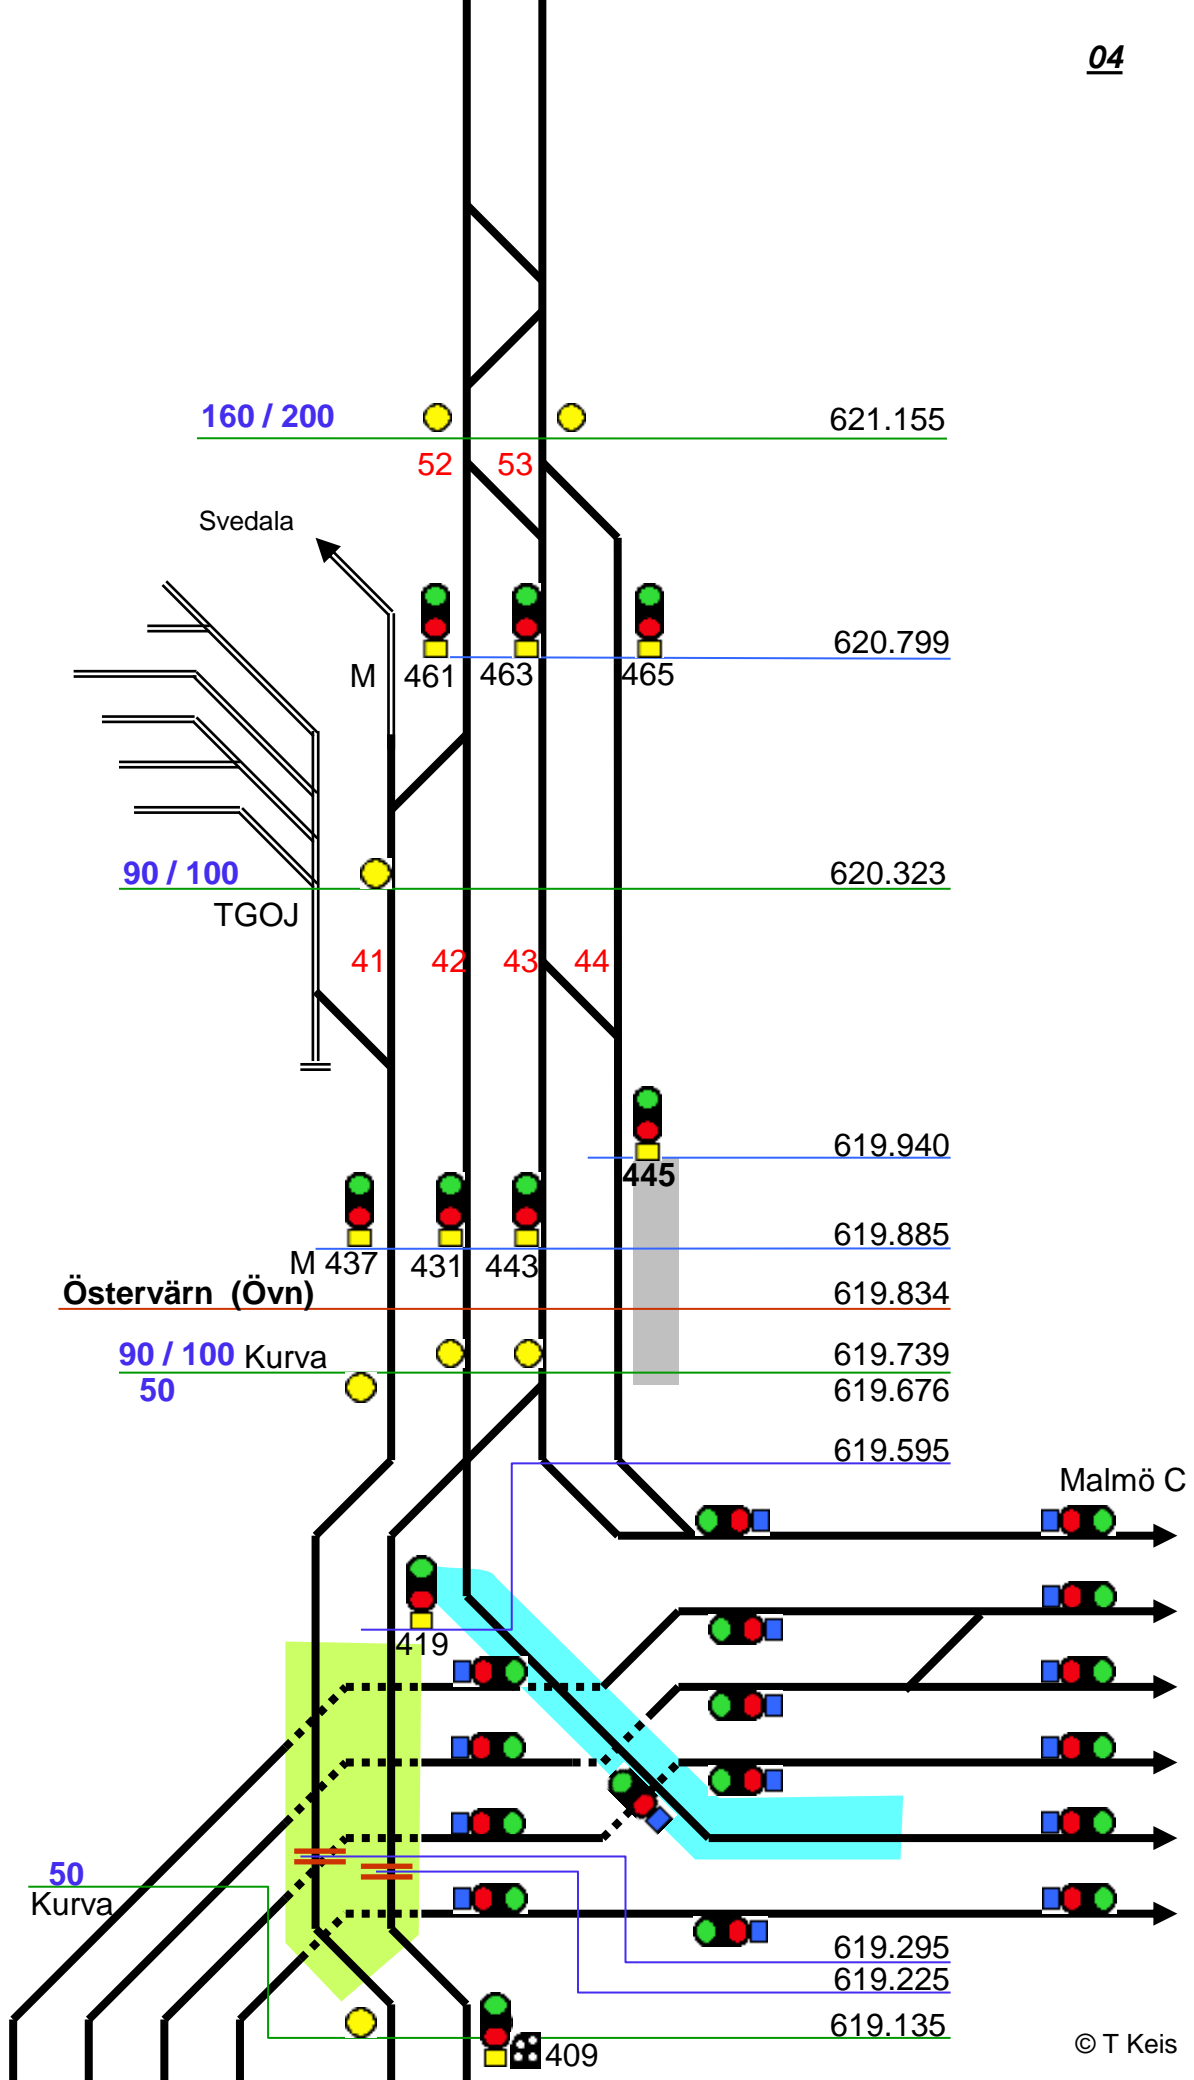 04
160 / 200 621.155
52 53
Svedala
620.799
M 461 463 465
90 / 100 620.323
TGOJ
41 42 43 44
619.940
445
619.885
M 437 431 443
Östervärn (Övn) 619.834
90 / 100 Kurva 619.739
50 619.676
619.595
Malmö C
419
50
Kurva
619.295
619.225
619.135
409
© T Keis